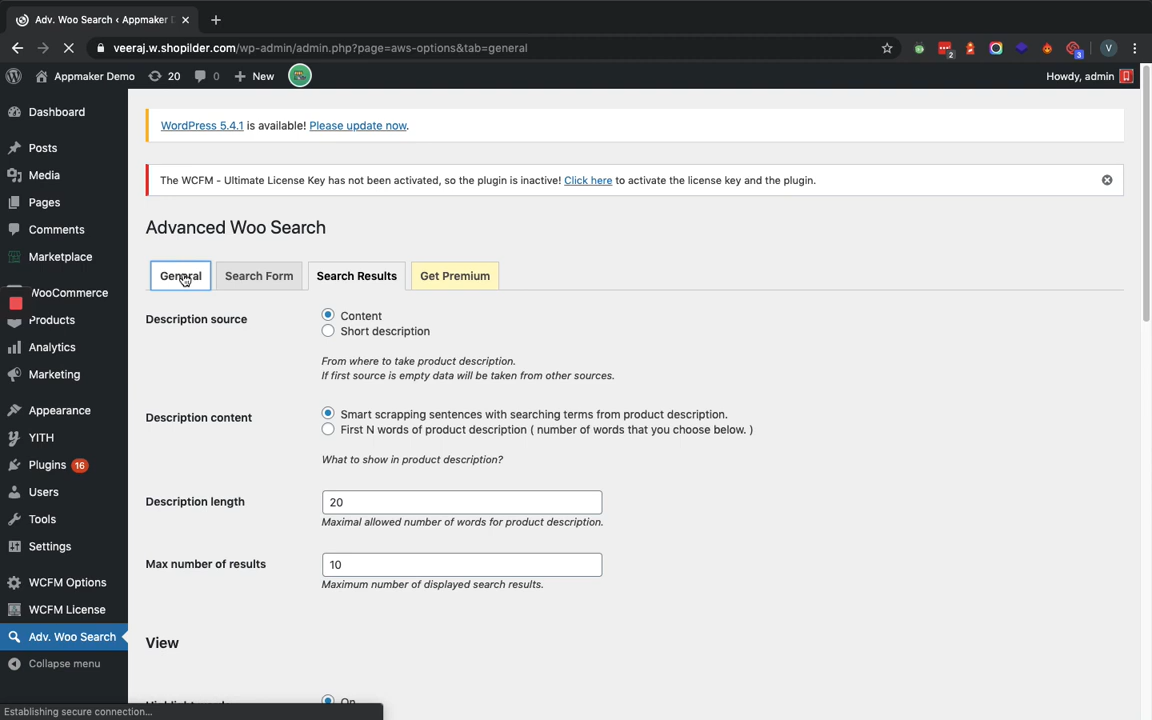 Adv. Woo Search ‹ Appmaker D
veeraj.w.shopilder.com/wp-admin/admin.php?page=aws-options&tab=general
2
3
V
Appmaker Demo
20
0
New
Howdy, admin
Dashboard
Posts
Media
Pages
Comments
Marketplace
WooCommerce
Products
Analytics
Marketing
Appearance
YITH
Plugins 16
Users
Tools
Settings
WCFM Options
WCFM License
Adv. Woo Search
Collapse menu
WordPress 5.4.1 is available! Please update now.
The WCFM - Ultimate License Key has not been activated, so the plugin is inactive! Click here to activate the license key and the plugin.
Advanced Woo Search
General
Search Form
Search Results
Get Premium
Description source
Content
Short description
From where to take product description.
If first source is empty data will be taken from other sources.
Description content
Smart scrapping sentences with searching terms from product description.
First N words of product description ( number of words that you choose below. )
What to show in product description?
Description length
20
Maximal allowed number of words for product description.
Max number of results
10
Maximum number of displayed search results.
View
On
Establishing secure connection...